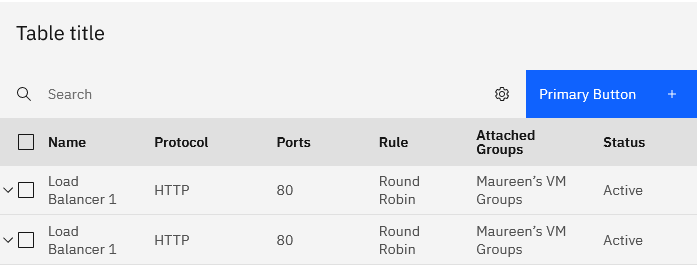 Table title
Search
Primary Button
Name Protocol Ports Rule Attached Groups Status
Load Balancer 1 HTTP 80 Round Robin Maureen’s VM Groups Active
Load Balancer 1 HTTP 80 Round Robin Maureen’s VM Groups Active